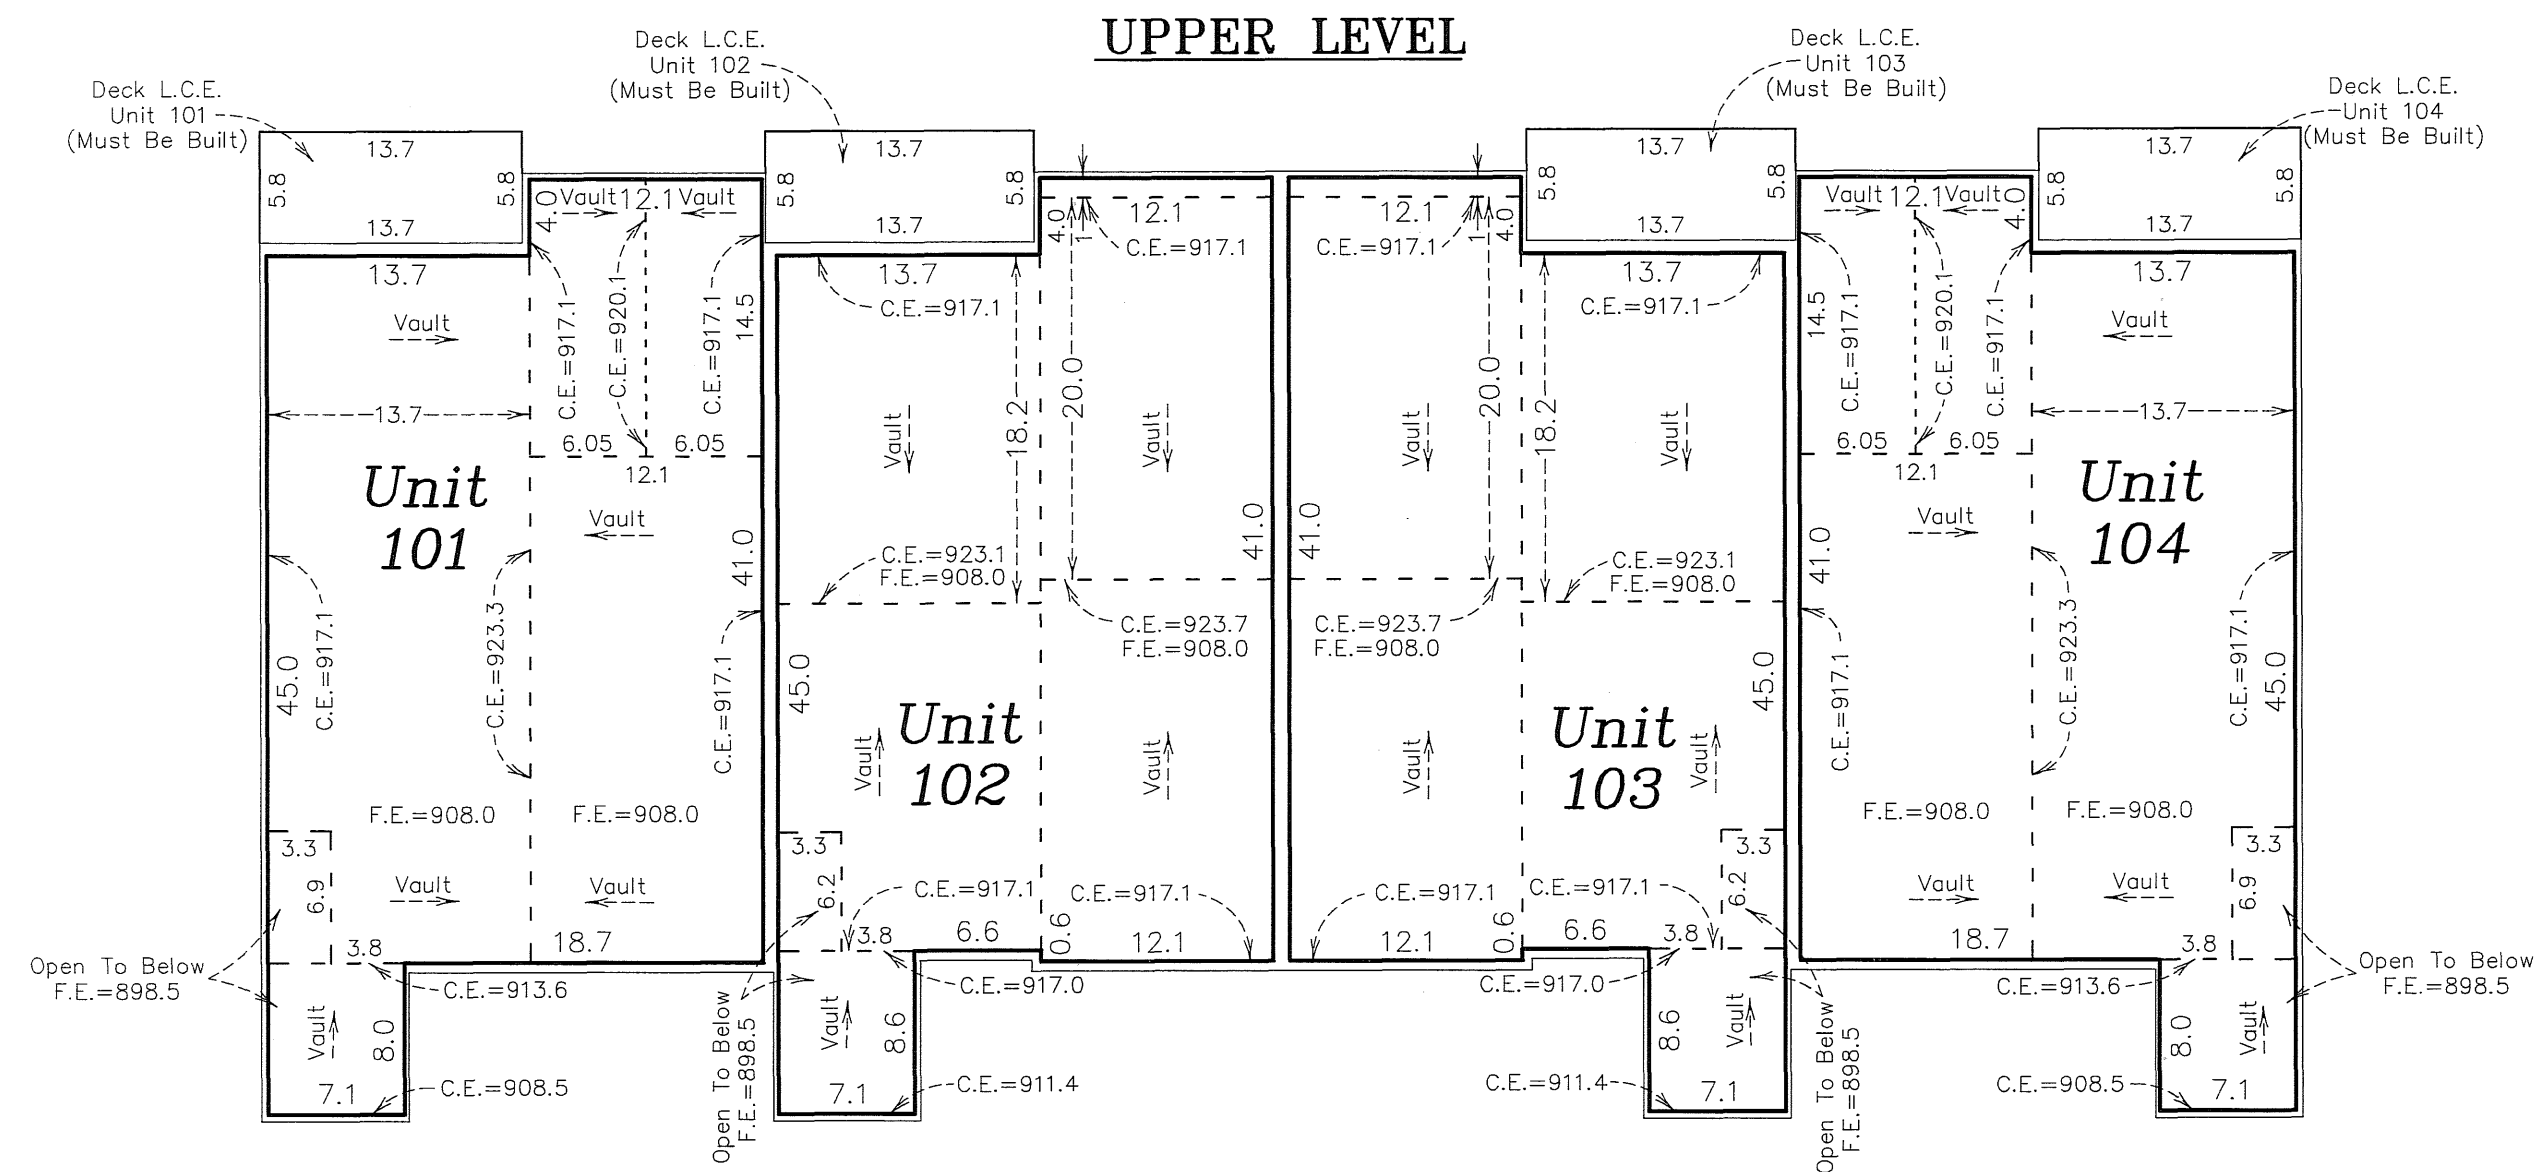 UPPER LEVEL
Deck L.C.E.
Unit 101
(Must Be Built)
Deck L.C.E.
Unit 102
(Must Be Built)
Deck L.C.E.
Unit 103
(Must Be Built)
Deck L.C.E.
Unit 104
(Must Be Built)
13.7
5.8
5.8
13.7
13.7
4.0
Vault
12.1
Vault
C.E.=917.1
C.E.=920.1
C.E.=917.1
14.5
Vault
13.7
6.05
6.05
12.1
Unit
101
Vault
41.0
C.E.=917.1
45.0
C.E.=923.3
C.E.=917.1
F.E.=908.0
F.E.=908.0
3.3
6.9
Vault
Vault
3.8
18.7
Open To Below
F.E.=898.5
C.E.=913.6
Vault
8.0
7.1
C.E.=908.5
13.7
5.8
5.8
13.7
13.7
C.E.=917.1
4.0
1
12.1
C.E.=917.1
18.2
20.0
Vault
Vault
41.0
C.E.=923.1
F.E.=908.0
C.E.=923.7
F.E.=908.0
45.0
Unit
102
Vault
Vault
3.3
6.2
C.E.=917.1
C.E.=917.1
3.8
6.6
0.6
12.1
C.E.=917.0
Open To Below
F.E.=898.5
Vault
8.6
7.1
C.E.=911.4
13.7
5.8
5.8
13.7
13.7
12.1
1
4.0
C.E.=917.1
C.E.=917.1
20.0
18.2
Vault
Vault
41.0
C.E.=923.1
F.E.=908.0
C.E.=923.7
F.E.=908.0
45.0
Unit
103
Vault
Vault
3.3
6.2
C.E.=917.1
C.E.=917.1
12.1
0.6
6.6
3.8
C.E.=917.0
8.6
Vault
Open To Below
F.E.=898.5
C.E.=911.4
7.1
13.7
5.8
5.8
13.7
13.7
Vault
12.1
Vault
4.0
14.5
C.E.=917.1
C.E.=920.1
C.E.=917.1
Vault
13.7
6.05
6.05
12.1
Unit
104
Vault
41.0
C.E.=917.1
C.E.=923.3
C.E.=917.1
45.0
F.E.=908.0
F.E.=908.0
3.3
6.9
Vault
Vault
18.7
3.8
Open To Below
F.E.=898.5
C.E.=913.6
8.0
Vault
C.E.=908.5
7.1